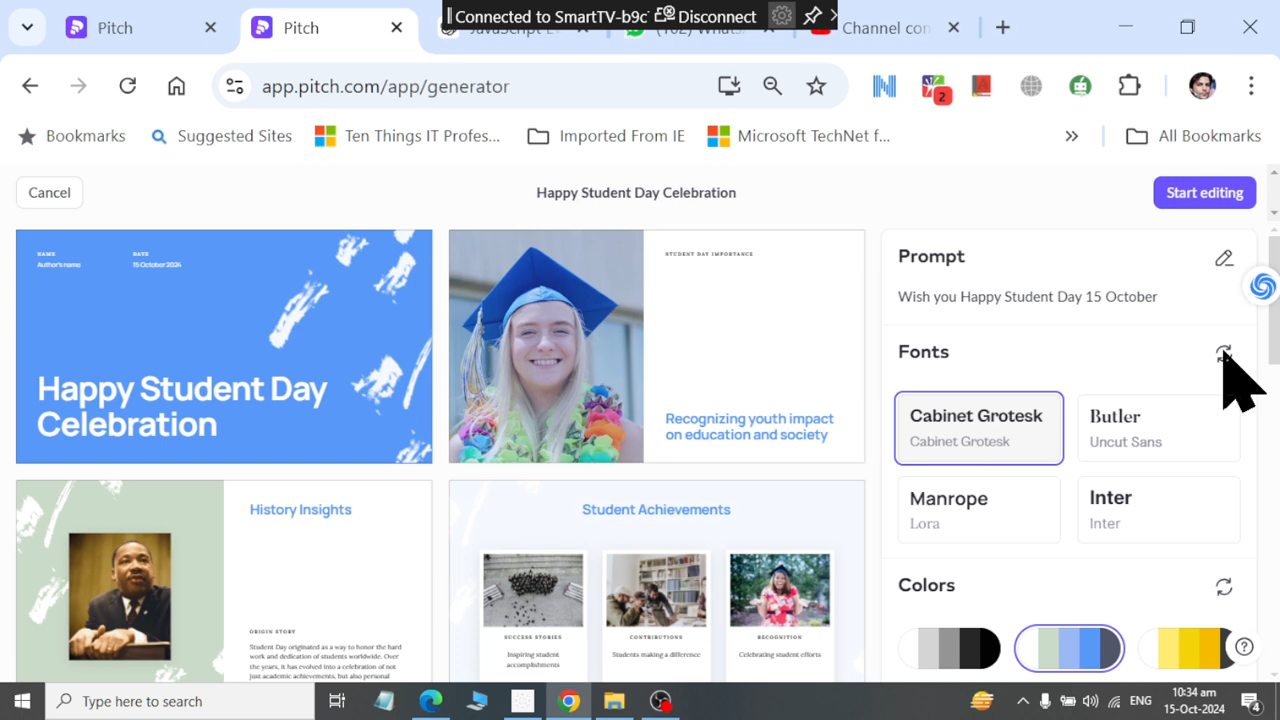 Connected to SmartTV-b9c Disconnect
Pitch
Pitch
Channel con
app.pitch.com/app/generator
2
Bookmarks
Suggested Sites
Ten Things IT Profes...
Imported From IE
Microsoft TechNet f...
»
All Bookmarks
Cancel
Happy Student Day Celebration
Start editing
NAME
DATE
Author's name
15 October 2024
Happy Student Day
Celebration
STUDENT DAY IMPORTANCE
Recognizing youth impact
on education and society
History Insights
ORIGIN STORY
Student Day originated as a way to honor the hard
work and dedication of students worldwide. Over
the years, it has evolved into a celebration of not
just academic achievements, but also personal
Student Achievements
SUCCESS STORIES
Inspiring student
accomplishments
CONTRIBUTIONS
Students making a difference
RECOGNITION
Celebrating student efforts
Prompt
Wish you Happy Student Day 15 October
Fonts
Cabinet Grotesk
Cabinet Grotesk
Butler
Uncut Sans
Manrope
Lora
Inter
Inter
Colors
?
Type here to search
ENG
10:34 am
15-Oct-2024
4